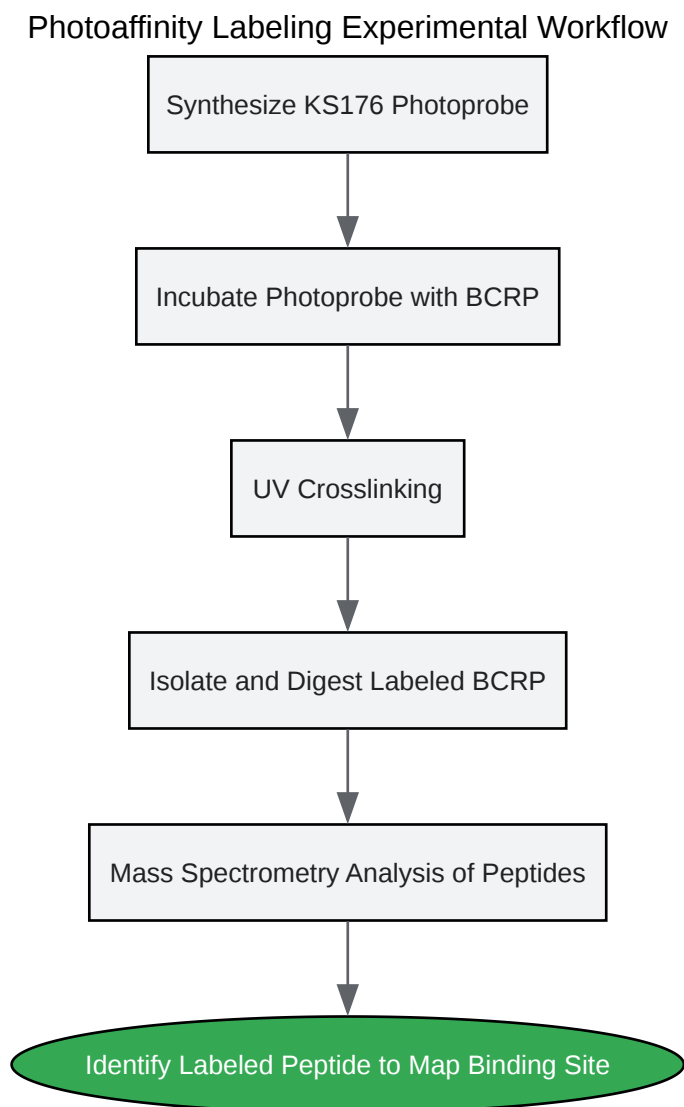 Photoaffinity Labeling Experimental Workflow
Synthesize KS176 Photoprobe
Incubate Photoprobe with BCRP
UV Crosslinking
Isolate and Digest Labeled BCRP
Mass Spectrometry Analysis of Peptides
Identify Labeled Peptide to Map Binding Site